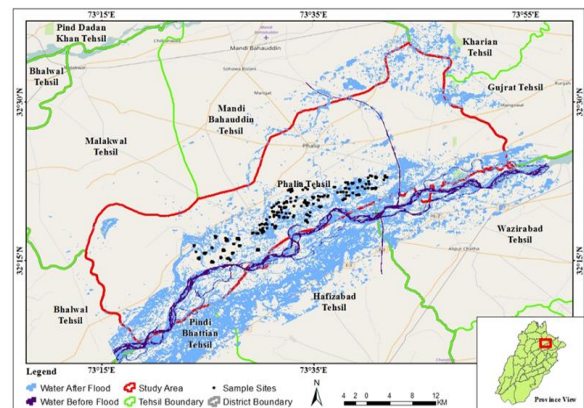 73°15'E 73°35'E 73°55'E
Pind Dadan
Khan Tehsil
Mandi Bahauddin
Kharian
Tehsil
Bhalwal
Tehsil
Gujrat Tehsil
32°30'N
32°30'N
Mandi
Bahauddin
Tehsil
Malakwal
Tehsil
Phalia
Phalia Tehsil
Wazirabad
Tehsil
32°15'N
32°15'N
Hafizabad
Tehsil
Bhalwal
Tehsil
Pindi
Bhattian
Tehsil
73°15'E 73°35'E
Legend
Water After Flood Study Area Sample Sites
Water Before Flood Tehsil Boundary District Boundary
N
4 2 0 4 8 12
KM
Province View